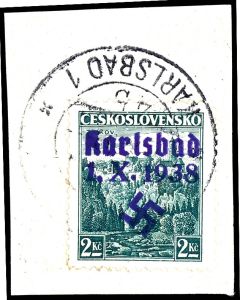 KARLSBAD 1
ČESKOSLOVENSKO
Karlsbad
1. X. 1938
2 Kč 2 Kč